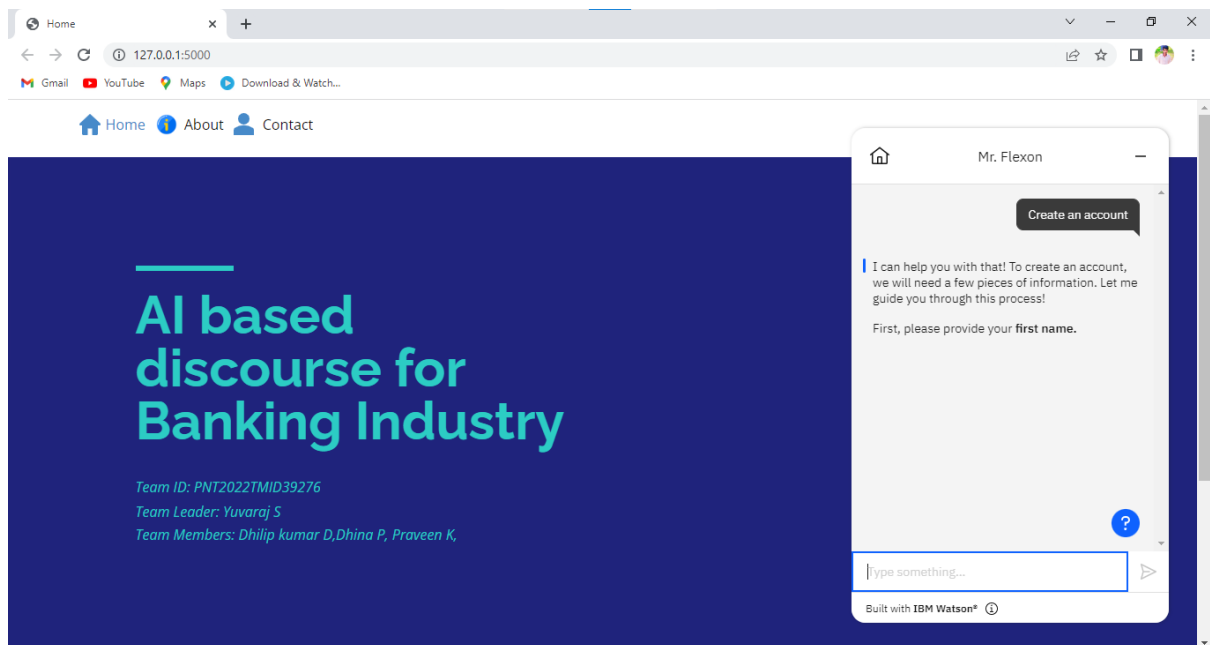 Home
127.0.0.1:5000
Gmail YouTube Maps Download & Watch...
Home About Contact
AI based
discourse for
Banking Industry
Team ID: PNT2022TMID39276
Team Leader: Yuvaraj S
Team Members: Dhilip kumar D,Dhina P, Praveen K,
Mr. Flexon
Create an account
I can help you with that! To create an account,
we will need a few pieces of information. Let me
guide you through this process!
First, please provide your first name.
?
Type something...
Built with IBM Watson®